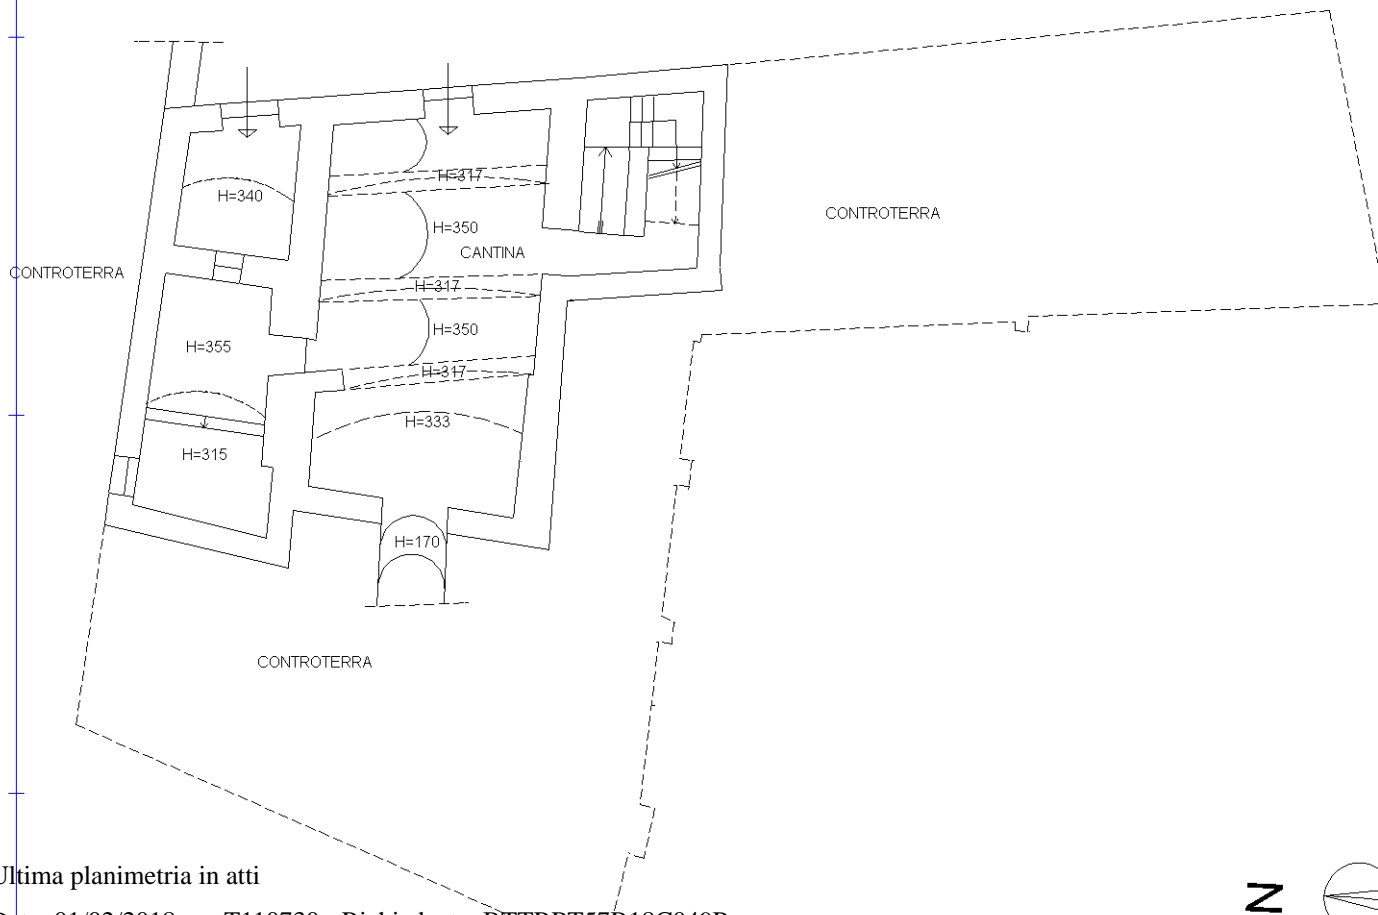 H=317
H=340
CONTROTERRA
H=350
CANTINA
CONTROTERRA
H=317
H=350
H=355
H=317
H=333
H=315
H=170
CONTROTERRA
Ultima planimetria in atti
N